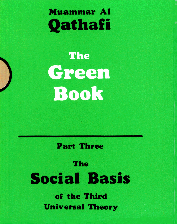 Muammar Al
Qathafi
The
Green
Book
Part Three
The
Social Basis
of the Third
Universal Theory